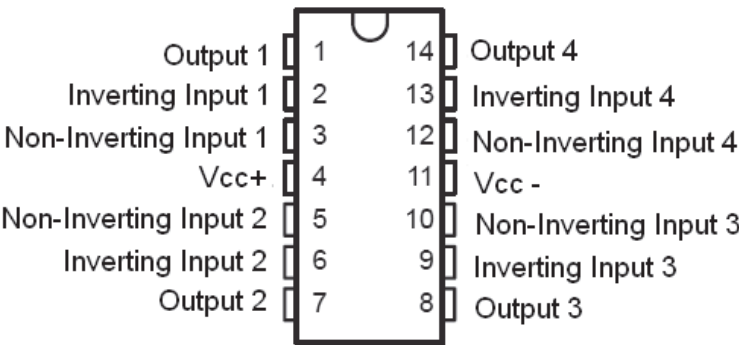 Output 1 1 14 Output 4
Inverting Input 1 2 13 Inverting Input 4
Non-Inverting Input 1 3 12 Non-Inverting Input 4
Vcc+ 4 11 Vcc -
Non-Inverting Input 2 5 10 Non-Inverting Input 3
Inverting Input 2 6 9 Inverting Input 3
Output 2 7 8 Output 3